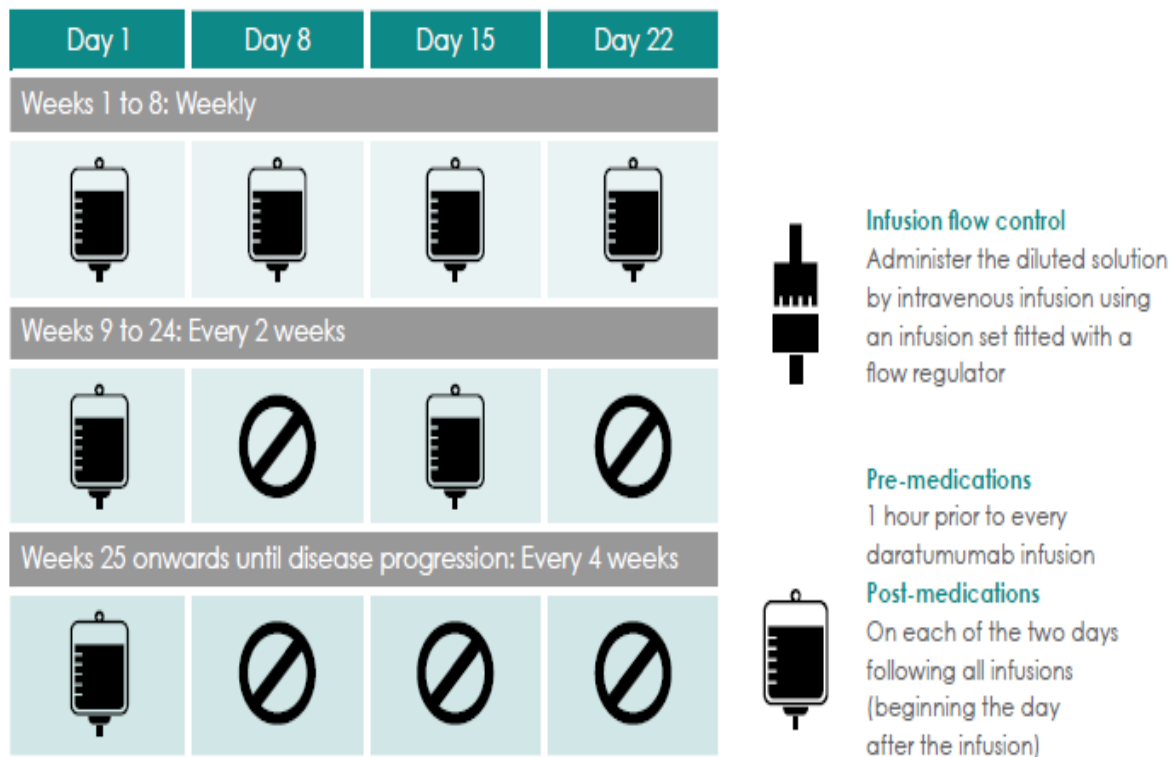 Day 1
Day 8
Day 15
Day 22
Weeks 1 to 8: Weekly
Weeks 9 to 24: Every 2 weeks
Weeks 25 onwards until disease progression: Every 4 weeks
Infusion flow control
Administer the diluted solution
by intravenous infusion using
an infusion set fitted with a
flow regulator
Pre-medications
1 hour prior to every
daratumumab infusion
Post-medications
On each of the two days
following all infusions
(beginning the day
after the infusion)